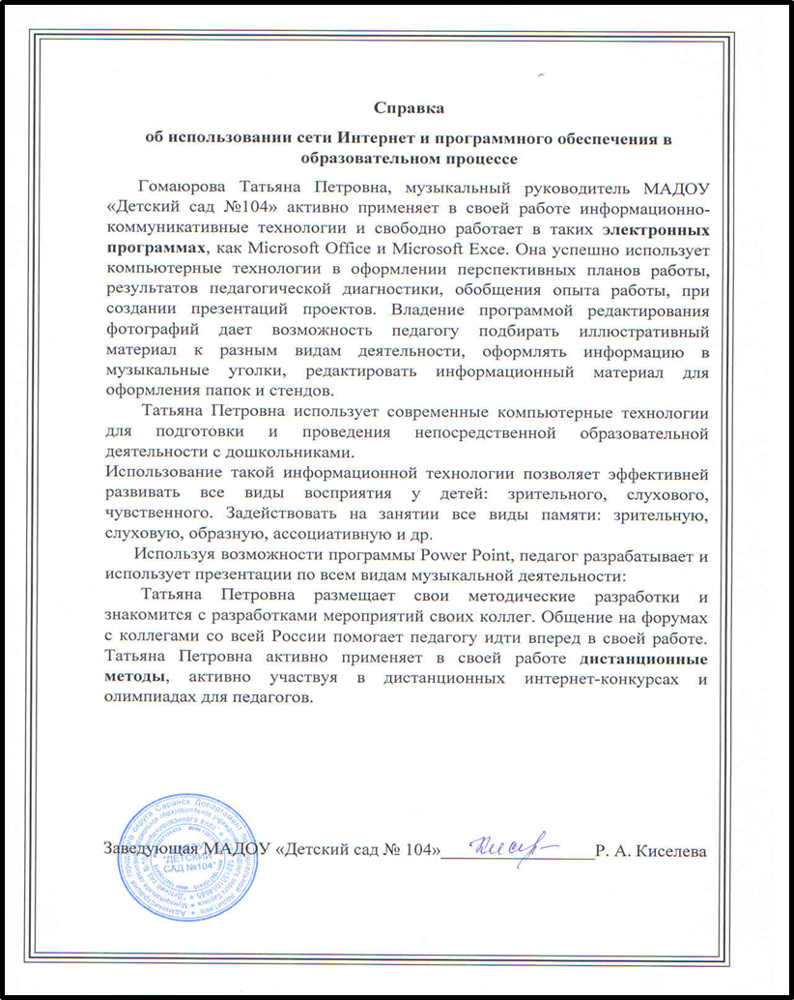 Справка
об использовании сети Интернет и программного обеспечения в
образовательном процессе
Гомаюрова Татьяна Петровна, музыкальный руководитель МАДОУ
«Детский сад №104» активно применяет в своей работе информационно-
коммуникативные технологии и свободно работает в таких электронных
программах, как Microsoft Office и Microsoft Exce. Она успешно использует
компьютерные технологии в оформлении перспективных планов работы,
результатов педагогической диагностики, обобщения опыта работы, при
создании презентаций проектов. Владение программой редактирования
фотографий дает возможность педагогу подбирать иллюстративный
материал к разным видам деятельности, оформлять информацию в
музыкальные уголки, редактировать информационный материал для
оформления папок и стендов.
Татьяна Петровна использует современные компьютерные технологии
для подготовки и проведения непосредственной образовательной
деятельности с дошкольниками.
Использование такой информационной технологии позволяет эффективней
развивать все виды восприятия у детей: зрительного, слухового,
чувственного. Задействовать на занятии все виды памяти: зрительную,
слуховую, образную, ассоциативную и др.
Используя возможности программы Power Point, педагог разрабатывает и
использует презентации по всем видам музыкальной деятельности:
Татьяна Петровна размещает свои методические разработки и
знакомится с разработками мероприятий своих коллег. Общение на форумах
с коллегами со всей России помогает педагогу идти вперед в своей работе.
Татьяна Петровна активно применяет в своей работе дистанционные
методы, активно участвуя в дистанционных интернет-конкурсах и
олимпиадах для педагогов.
Заведующая МАДОУ «Детский сад № 104» Р. А. Киселева
"ДЕТСКИЙ
САД №104"